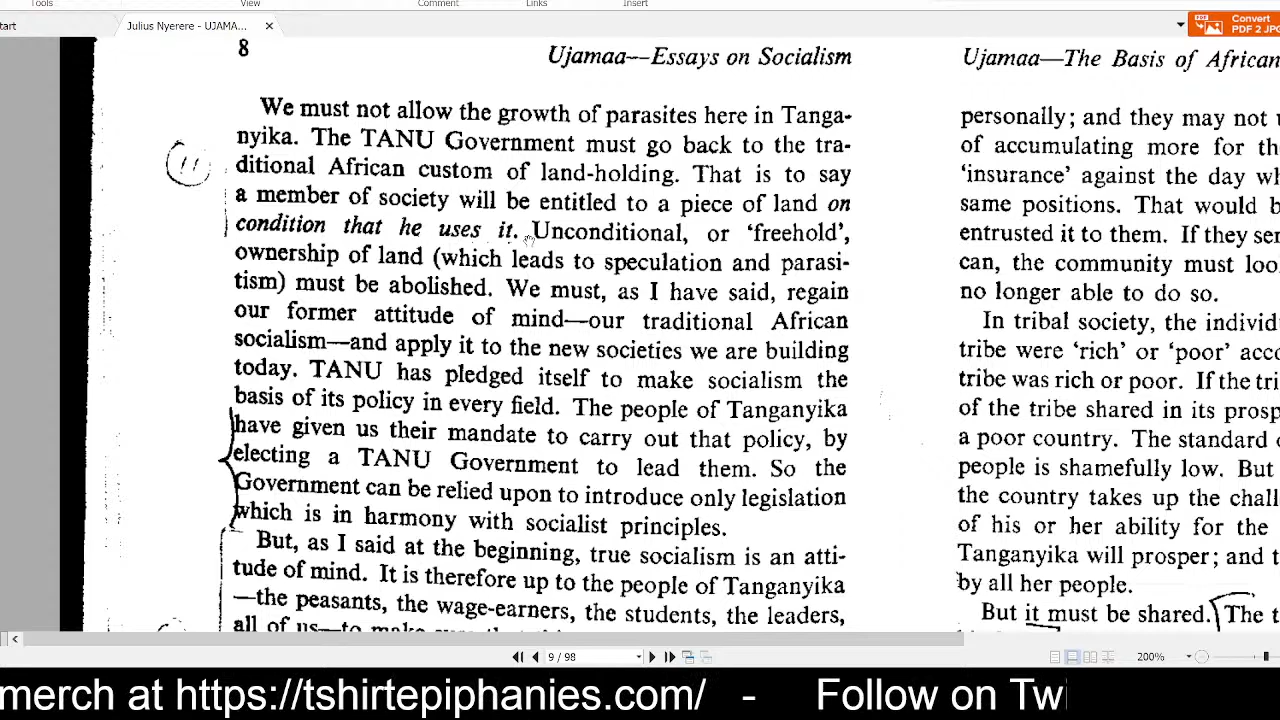 Tools View Comment Links Insert
tart
Julius Nyerere - UJAMA... ×
Convert
PDF 2 JPG
8
Ujamaa—Essays on Socialism
We must not allow the growth of parasites here in Tanga-
nyika. The TANU Government must go back to the tra-
ditional African custom of land-holding. That is to say
a member of society will be entitled to a piece of land on
condition that he uses it. Unconditional, or ‘freehold’,
ownership of land (which leads to speculation and parasi-
tism) must be abolished. We must, as I have said, regain
our former attitude of mind—our traditional African
socialism—and apply it to the new societies we are building
today. TANU has pledged itself to make socialism the
basis of its policy in every field. The people of Tanganyika
have given us their mandate to carry out that policy, by
electing a TANU Government to lead them. So the
Government can be relied upon to introduce only legislation
which is in harmony with socialist principles.
But, as I said at the beginning, true socialism is an atti-
tude of mind. It is therefore up to the people of Tanganyika
—the peasants, the wage-earners, the students, the leaders,
all of us—to make sure that
Ujamaa—The Basis of African
personally; and they may not u
of accumulating more for the
‘insurance’ against the day wh
same positions. That would b
entrusted it to them. If they ser
can, the community must loo
no longer able to do so.
In tribal society, the individ
tribe were ‘rich’ or ‘poor’ acco
tribe was rich or poor. If the tri
of the tribe shared in its prosp
a poor country. The standard o
people is shamefully low. But
the country takes up the chall
of his or her ability for the
Tanganyika will prosper; and t
by all her people.
But it must be shared. The t
9 / 98
200%
merch at https://tshirtepiphanies.com/ - Follow on Twi